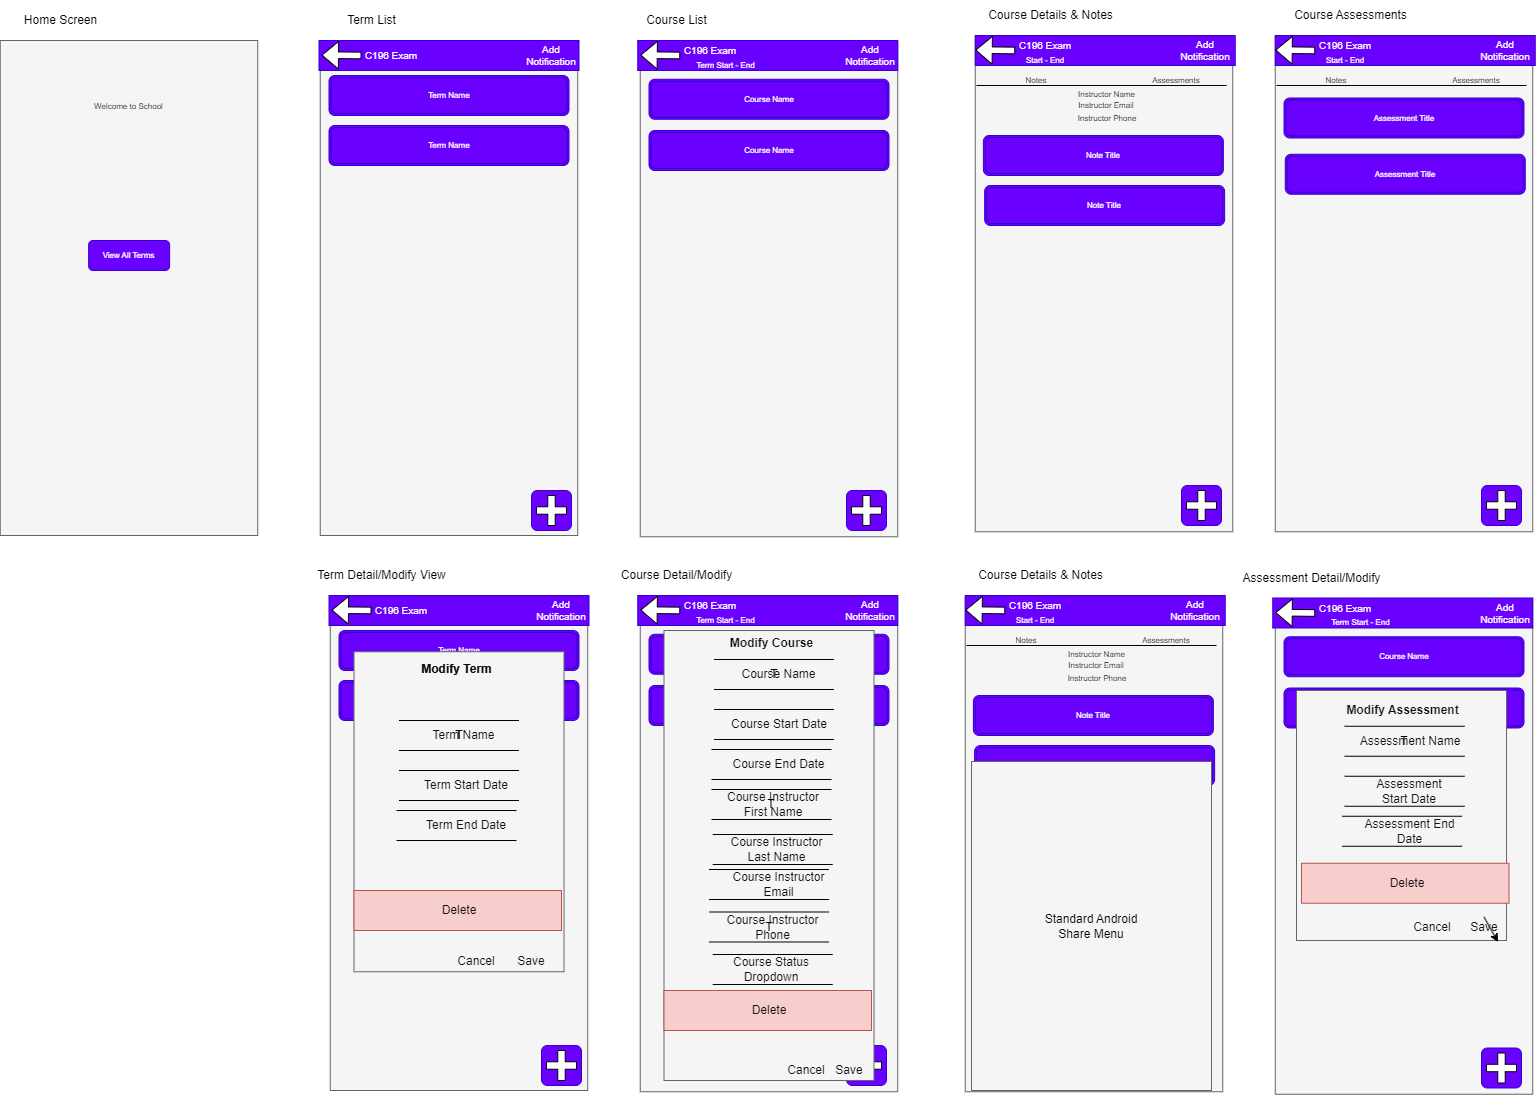 Home Screen
Welcome to School
View All Terms
Term List
C196 Exam
Add
Notification
Term Name
Term Name
Course List
C196 Exam
Term Start - End
Add
Notification
Course Name
Course Name
Course Details & Notes
C196 Exam
Start - End
Add
Notification
Notes
Assessments
Instructor Name
Instructor Email
Instructor Phone
Note Title
Note Title
Course Assessments
C196 Exam
Start - End
Add
Notification
Notes
Assessments
Assessment Title
Assessment Title
Term Detail/Modify View
C196 Exam
Add
Notification
Term Name
Modify Term
Term Name
T
Term Start Date
Term End Date
Delete
Cancel
Save
Course Detail/Modify
C196 Exam
Term Start - End
Add
Notification
Modify Course
Course Name
T
Course Start Date
Course End Date
Course Instructor
First Name
T
Course Instructor
Last Name
Course Instructor
Email
Course Instructor
Phone
T
Course Status
Dropdown
Delete
Cancel
Save
Course Details & Notes
C196 Exam
Start - End
Add
Notification
Notes
Assessments
Instructor Name
Instructor Email
Instructor Phone
Note Title
Standard Android
Share Menu
Assessment Detail/Modify
C196 Exam
Term Start - End
Add
Notification
Course Name
Modify Assessment
Assessment Name
T
Assessment
Start Date
Assessment End
Date
Delete
Cancel
Save